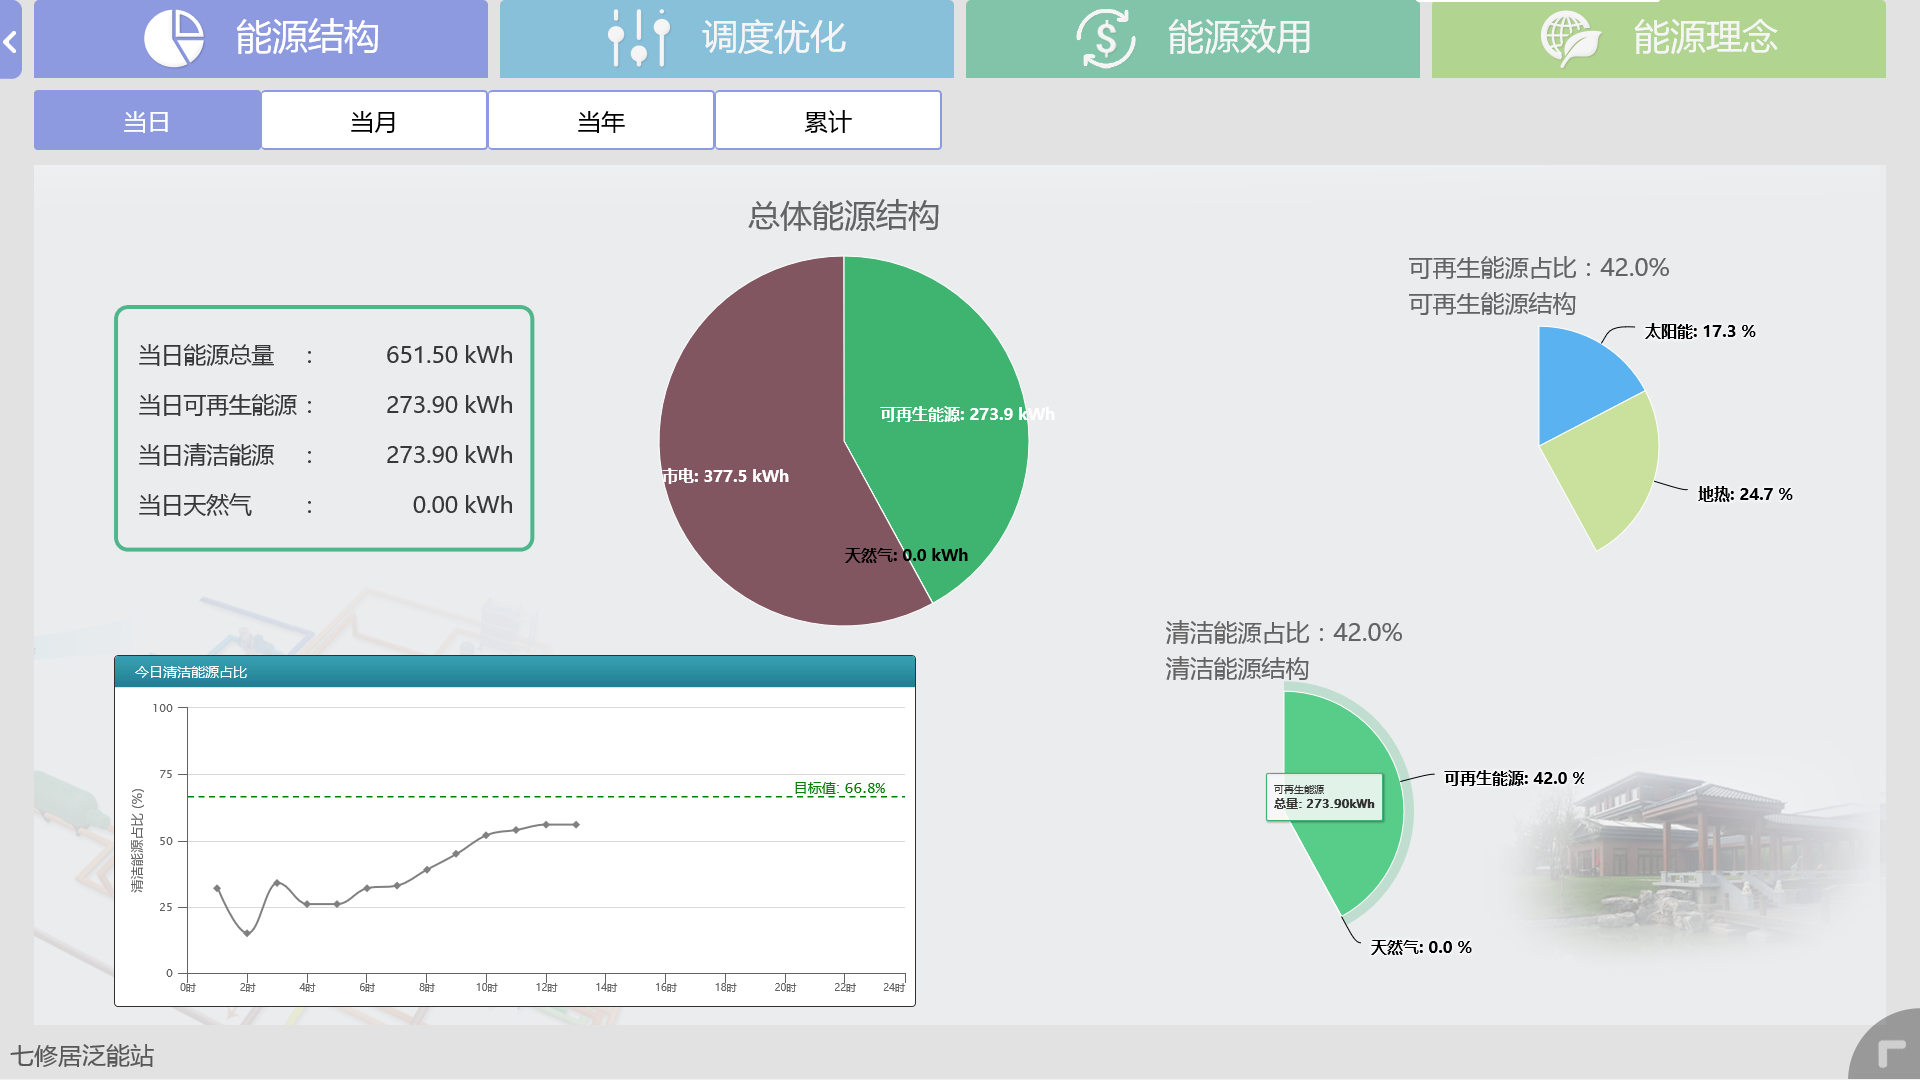 能源结构
调度优化
能源效用
能源理念
当日
当月
当年
累计
总体能源结构
可再生能源: 273.9 kWh
市电: 377.5 kWh
天然气: 0.0 kWh
当日能源总量 : 651.50 kWh
当日可再生能源 : 273.90 kWh
当日清洁能源 : 273.90 kWh
当日天然气 : 0.00 kWh
可再生能源占比：42.0%
可再生能源结构
太阳能: 17.3 %
地热: 24.7 %
清洁能源占比：42.0%
清洁能源结构
可再生能源
总量: 273.90kWh
可再生能源: 42.0 %
天然气: 0.0 %
今日清洁能源占比
清洁能源占比 (%)
100
75
50
25
0
目标值: 66.8%
0时 2时 4时 6时 8时 10时 12时 14时 16时 18时 20时 22时 24时
七修居泛能站